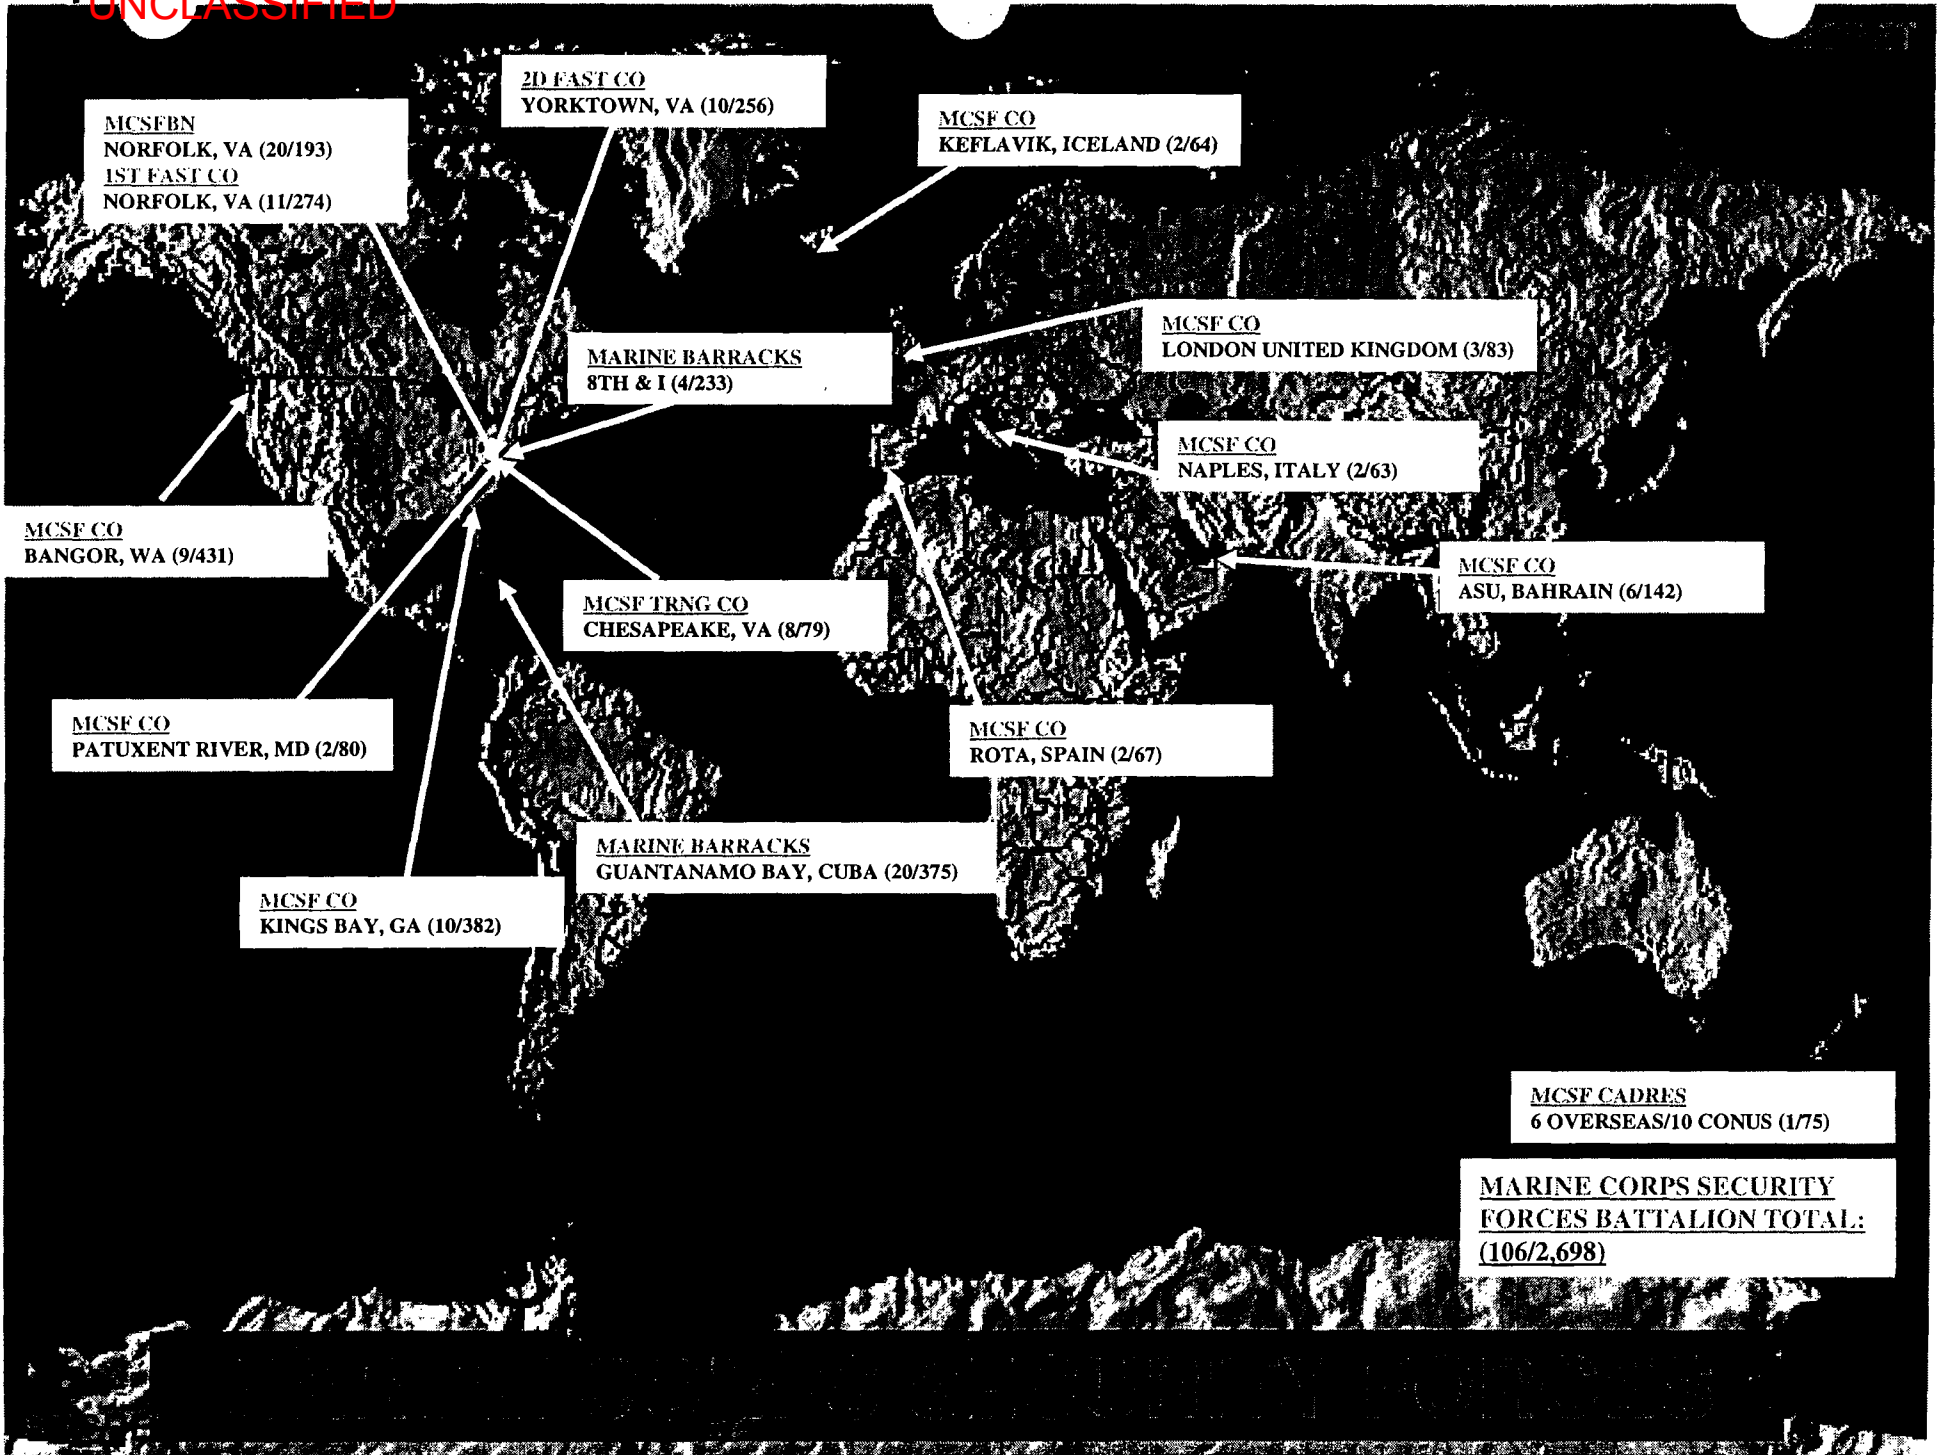 UNCLASSIFIED
2D FAST CO
YORKTOWN, VA (10/256)
MCSFBN
NORFOLK, VA (20/193)
1ST FAST CO
NORFOLK, VA (11/274)
MCSF CO
KEFLAVIK, ICELAND (2/64)
MCSF CO
LONDON UNITED KINGDOM (3/83)
MARINE BARRACKS
8TH & I (4/233)
MCSF CO
NAPLES, ITALY (2/63)
MCSF CO
BANGOR, WA (9/431)
MCSF CO
ASU, BAHRAIN (6/142)
MCSF TRNG CO
CHESAPEAKE, VA (8/79)
MCSF CO
PATUXENT RIVER, MD (2/80)
MCSF CO
ROTA, SPAIN (2/67)
MARINE BARRACKS
GUANTANAMO BAY, CUBA (20/375)
MCSF CO
KINGS BAY, GA (10/382)
MCSF CADRES
6 OVERSEAS/10 CONUS (1/75)
MARINE CORPS SECURITY
FORCES BATTALION TOTAL:
(106/2,698)
SECURITY FORCES